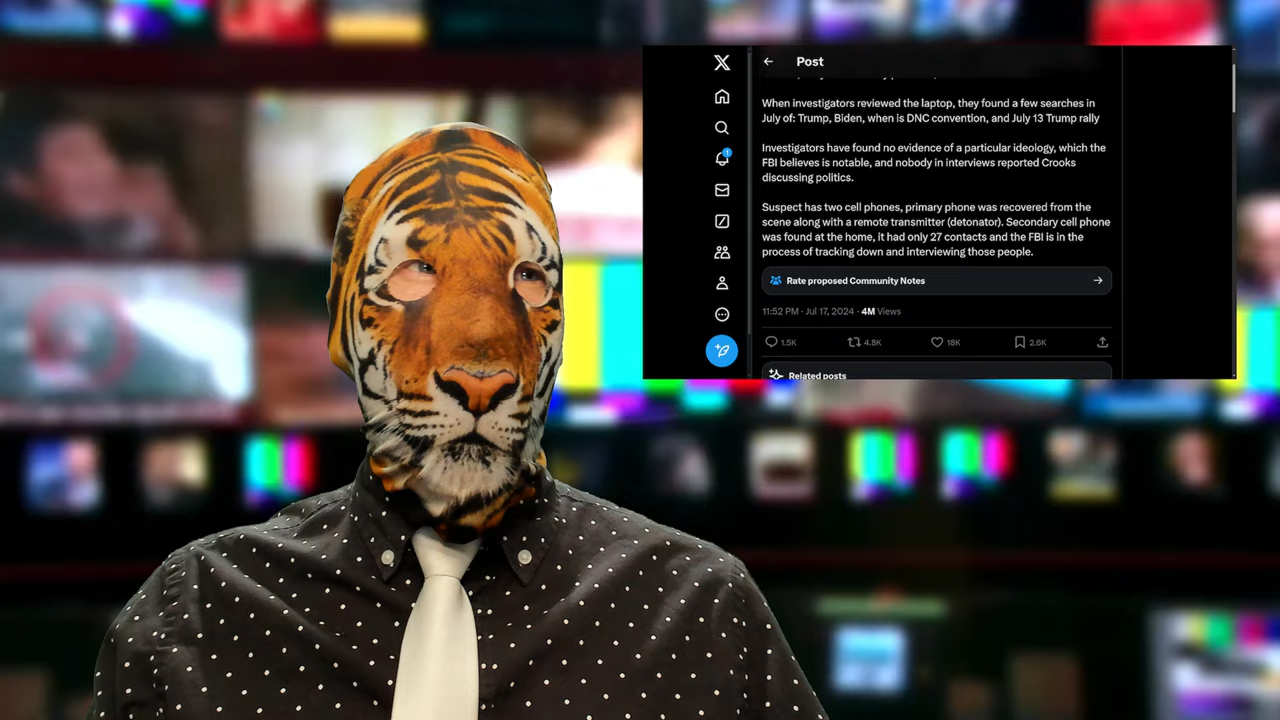 Post
When investigators reviewed the laptop, they found a few searches in
July of: Trump, Biden, when is DNC convention, and July 13 Trump rally
Investigators have found no evidence of a particular ideology, which the
FBI believes is notable, and nobody in interviews reported Crooks
discussing politics.
Suspect has two cell phones, primary phone was recovered from the
scene along with a remote transmitter (detonator). Secondary cell phone
was found at the home, it had only 27 contacts and the FBI is in the
process of tracking down and interviewing those people.
Rate proposed Community Notes
11:52 PM · Jul 17, 2024 · 4M Views
1.5K 4.8K 18K 2.6K
Related posts
1